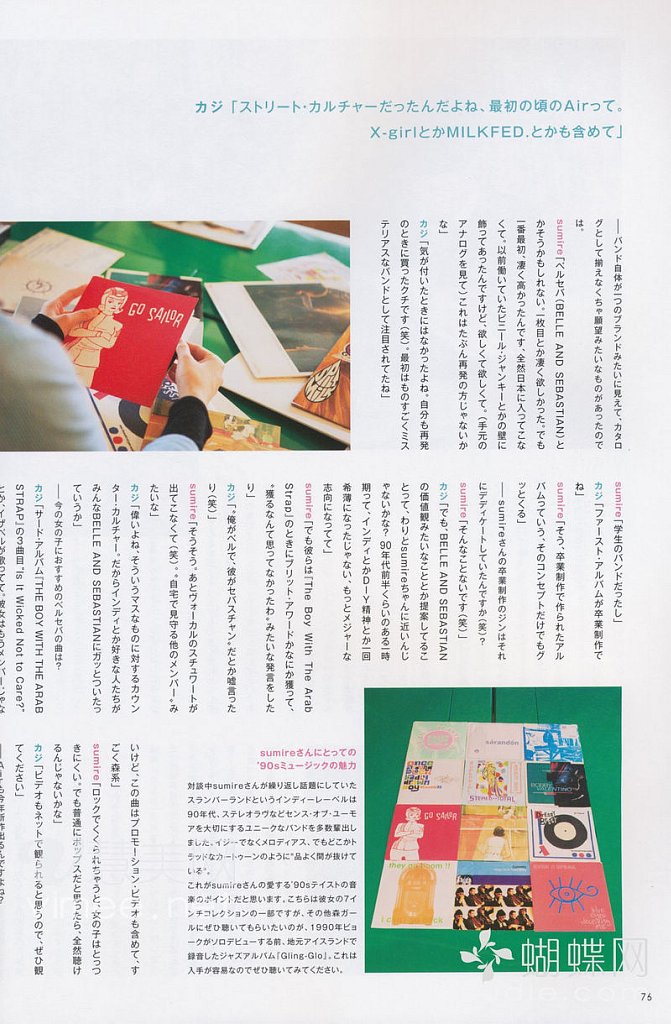 カジ「ストリート・カルチャーだったんだよね、最初の頃のAirって。
X-girlとかMILKFED.とかも含めて」
――バンド自体が一つのブランドみたいに見えて、カタロ
グとして揃えなくちゃ願望みたいなものがあったので
は。
sumire「ベルセバ（BELLE AND SEBASTIAN）と
かそうかもしれない。一枚目とか凄く欲しかった。でも
一番最初、凄く高かったんです、全然日本に入ってこな
くて。以前働いていたビニール・ジャンキーとかの壁に
飾ってあったんですけど、欲しくて欲しくて。（手元の
アナログを見て）これはたぶん再発の方じゃないか
な」
カジ「気が付いたときにはなかったよね。自分も再発
のときに買ったクチです（笑）。最初はものすごくミス
テリアスなバンドとして注目されてたね」
GO SAILOR
sumire「学生のバンドだったし」
カジ「ファースト・アルバムが卒業制作で
ね」
sumire「そう、卒業制作で作られたアル
バムっていう、そのコンセプトだけでもグ
ッとくる」
――sumireさんの卒業制作のジンはそれ
にデディケートしていたんですか（笑）？
sumire「そんなことないです（笑）」
カジ「でも、BELLE AND SEBASTIAN
の価値観みたいなこととか提案してるこ
とって、わりとsumireちゃんに近いんじ
ゃないかな？ 90年代前半くらいのある一時
期って、インディとかDIY精神とか一回
希薄になったじゃない、もっとメジャーな
志向になってて」
sumire「でも彼らは『The Boy With The Arab
Strap』のときにブリット・アワードかなにか獲って、
“獲るなんて思ってなかったわ。みたいな発言をした
り」
カジ「“俺がベルで、彼がセバスチャン”だとか嘘言った
り（笑）」
sumire「そうそう。あとヴォーカルのスチュワートが
出てこなくて（笑）。“自宅で見守る他のメンバー”み
たいな」
カジ「偉いよね、そういうマスなものに対するカウン
ター・カルチャー。だからインディとか好きな人たちが
みんなBELLE AND SEBASTIANにガッとついたっ
ていうか」
――今の女の子におすすめのベルセバの曲は？
カジ「サード・アルバム『THE BOY WITH THE ARAB
STRAP』の3曲目“Is It Wicked Not to Care?”
いけど、この曲はプロモーション・ビデオも含めて、す
ごく森系」
sumire「ロックでくくられちゃうと、女の子はとっつ
きにくい。でも普通にポップスだと思ったら、全然聴け
るんじゃないかな」
カジ「ビデオもネットで観られると思うので、ぜひ観
てください」
sumireさんにとっての
’90sミュージックの魅力
対談中sumireさんが繰り返し話題にしていた
スランバーランドというインディーレーベルは
90年代、ステレオラヴなどセンス・オブ・ユーモ
アを大切にするユニークなバンドを多数輩出し
ました。イジーでなくメロディアス、でもどこかト
ラッドなカートゥーンのように“品よく間が抜けて
いる”。
これがsumireさんの愛する’90sテイストの音
楽のポイントだと思います。こちらは彼女の7イ
ンチコレクションの一部ですが、その他森ガー
ルにぜひ聴いてもらいたいのが、1990年ビョ
ークがソロデビューする前、地元アイスランドで
録音したジャズアルバム『Gling-Glo』。これは
入手が容易なのでぜひ聴いてみてください。
sarandon
STEREO TOTAL
BOBBY VALENTINO
GO SAILOR
蝴蝶网
76